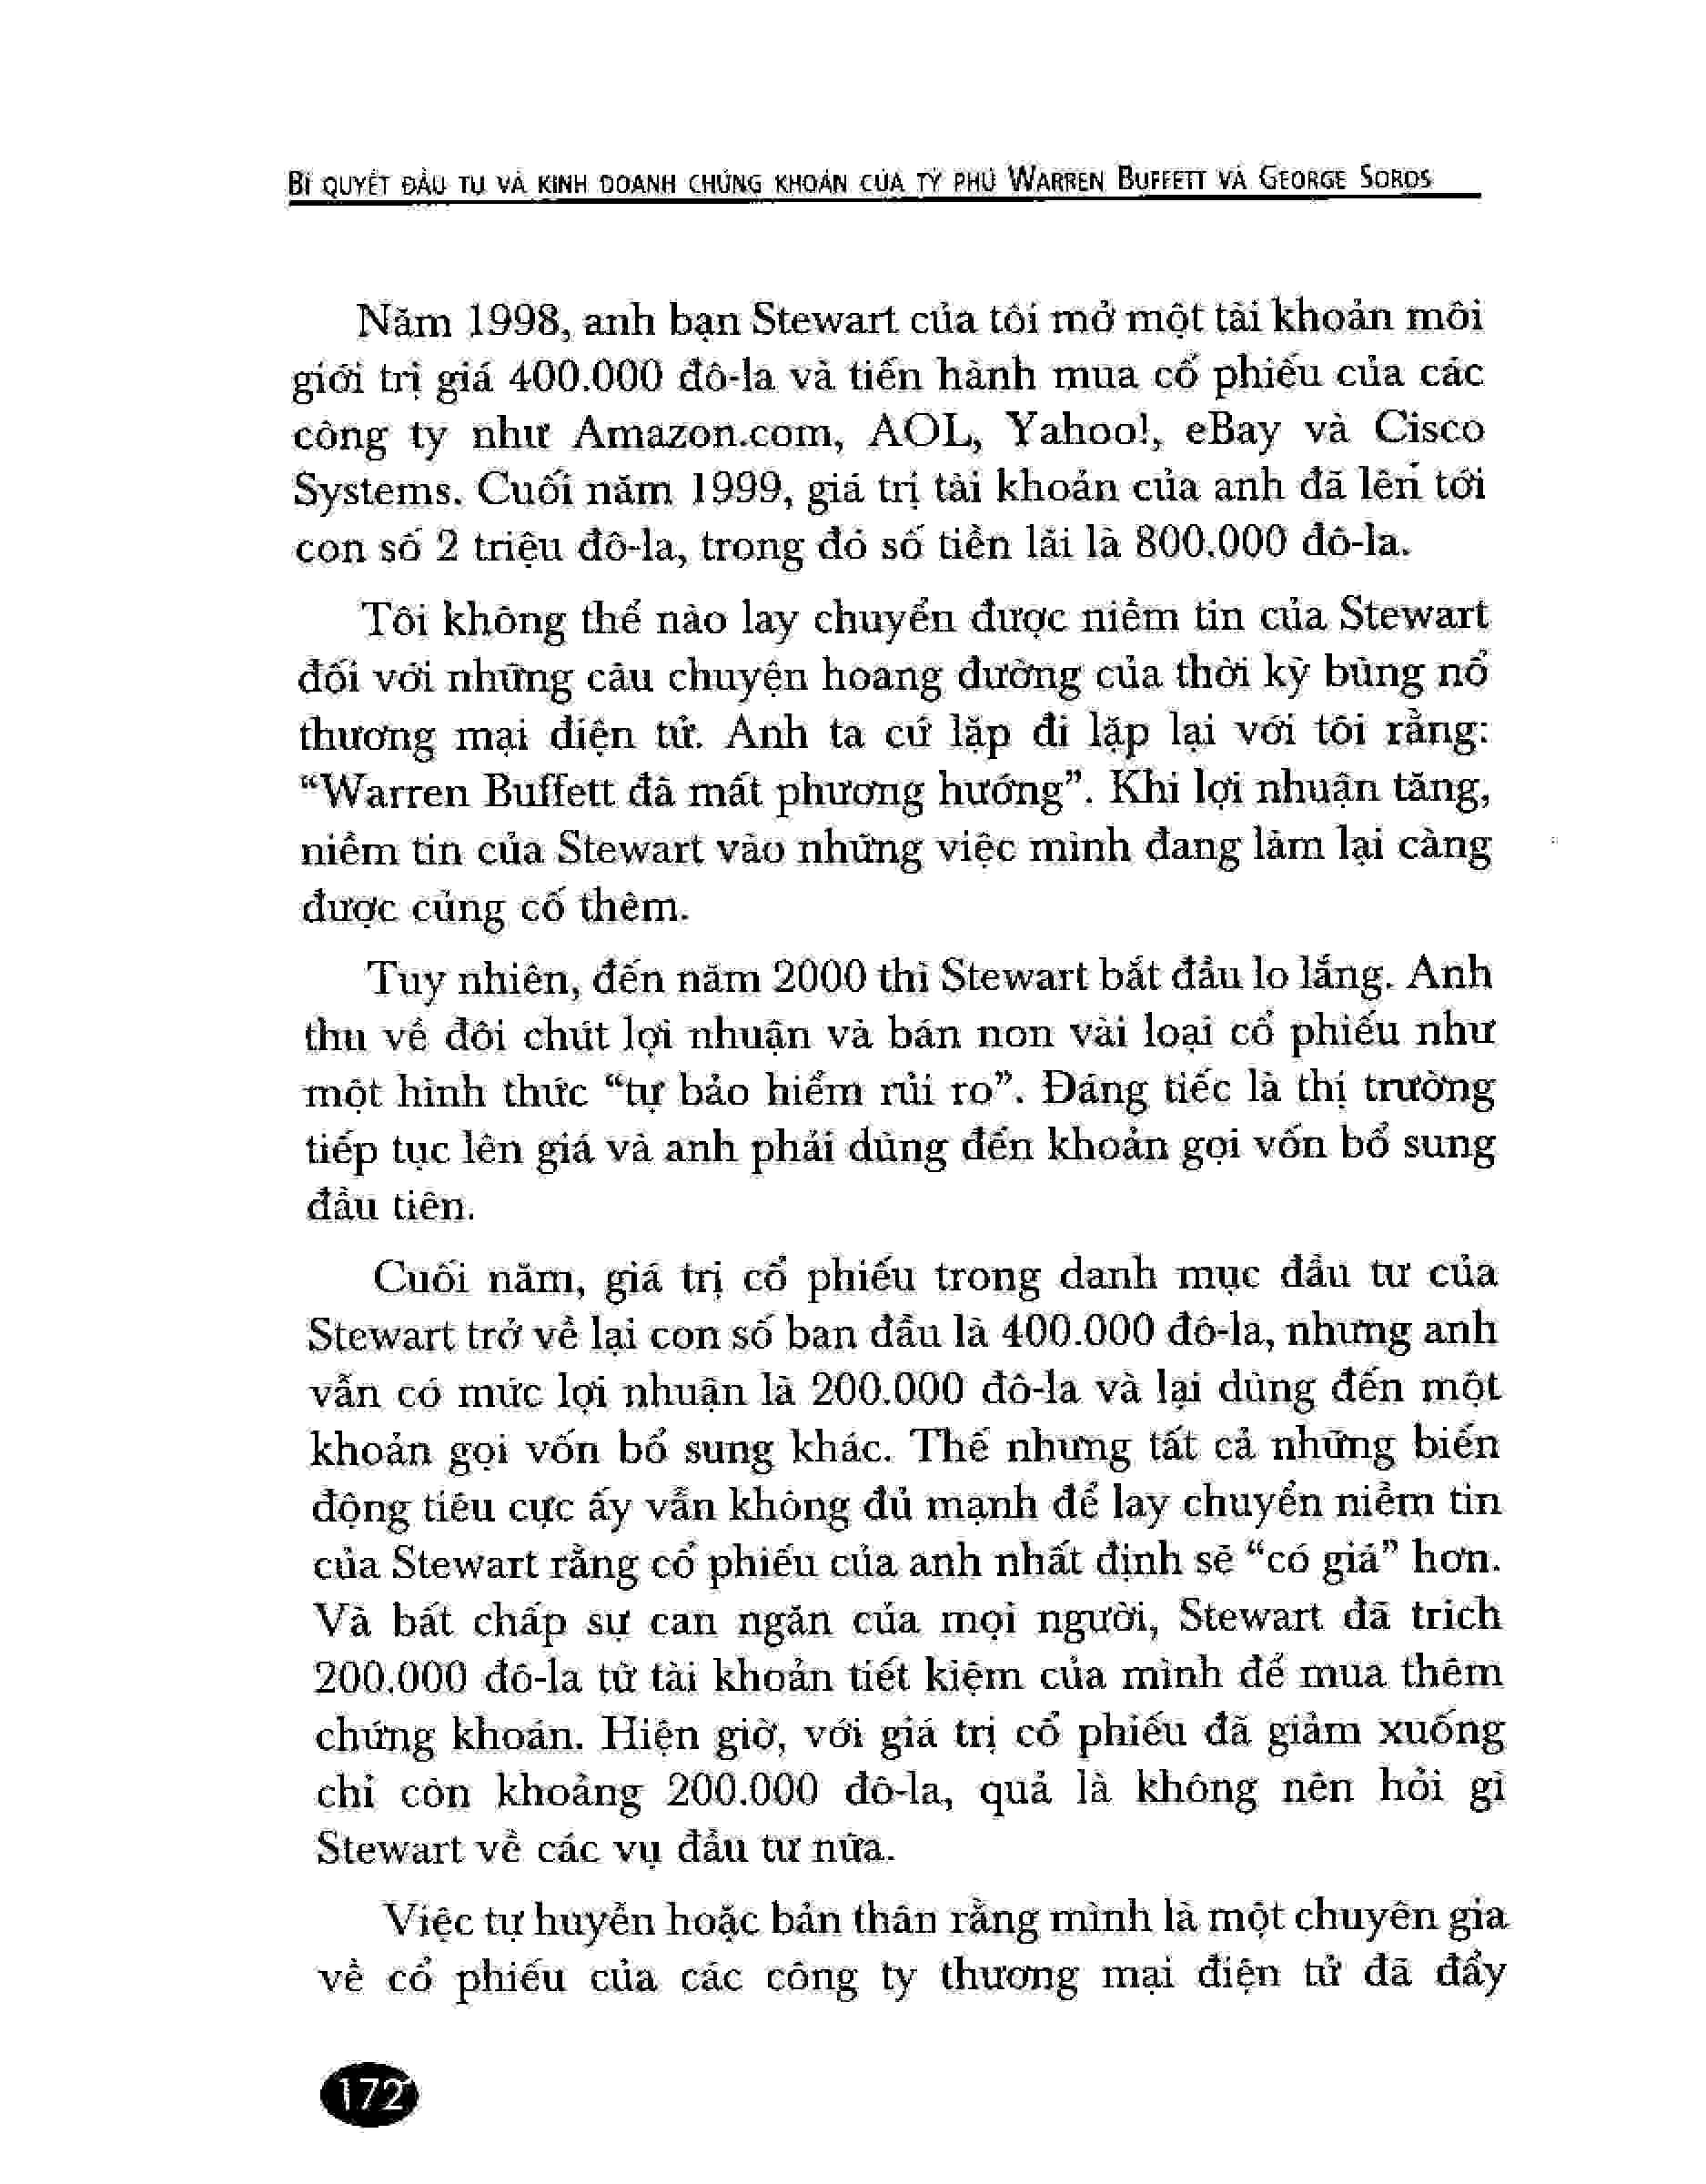 BÍ QUYẾT ĐẦU TƯ VÀ KINH DOANH CHỨNG KHOÁN CỦA TỶ PHÚ WARREN BUFFETT VÀ GEORGE SOROS
Năm 1998, anh bạn Stewart của tôi mở một tài khoản môi
giới trị giá 400.000 đô-la và tiến hành mua cổ phiếu của các
công ty như Amazon.com, AOL, Yahoo!, eBay và Cisco
Systems. Cuối năm 1999, giá trị tài khoản của anh đã lên tới
con số 2 triệu đô-la, trong đó số tiền lãi là 800.000 đô-la.
Tôi không thể nào lay chuyển được niềm tin của Stewart
đối với những câu chuyện hoang đường của thời kỳ bùng nổ
thương mại điện tử. Anh ta cứ lặp đi lặp lại với tôi rằng:
“Warren Buffett đã mất phương hướng”. Khi lợi nhuận tăng,
niềm tin của Stewart vào những việc mình đang làm lại càng
được củng cố thêm.
Tuy nhiên, đến năm 2000 thì Stewart bắt đầu lo lắng. Anh
thu về đôi chút lợi nhuận và bán non vài loại cổ phiếu như
một hình thức “tự bảo hiểm rủi ro”. Đáng tiếc là thị trường
tiếp tục lên giá và anh phải dùng đến khoản gọi vốn bổ sung
đầu tiên.
Cuối năm, giá trị cổ phiếu trong danh mục đầu tư của
Stewart trở về lại con số ban đầu là 400.000 đô-la, nhưng anh
vẫn có mức lợi nhuận là 200.000 đô-la và lại dùng đến một
khoản gọi vốn bổ sung khác. Thế nhưng tất cả những biến
động tiêu cực ấy vẫn không đủ mạnh để lay chuyển niềm tin
của Stewart rằng cổ phiếu của anh nhất định sẽ “có giá” hơn.
Và bất chấp sự can ngăn của mọi người, Stewart đã trích
200.000 đô-la từ tài khoản tiết kiệm của mình để mua thêm
chứng khoán. Hiện giờ, với giá trị cổ phiếu đã giảm xuống
chỉ còn khoảng 200.000 đô-la, quả là không nên hỏi gì
Stewart về các vụ đầu tư nữa.
Việc tự huyễn hoặc bản thân rằng mình là một chuyên gia
về cổ phiếu của các công ty thương mại điện tử đã đẩy
172